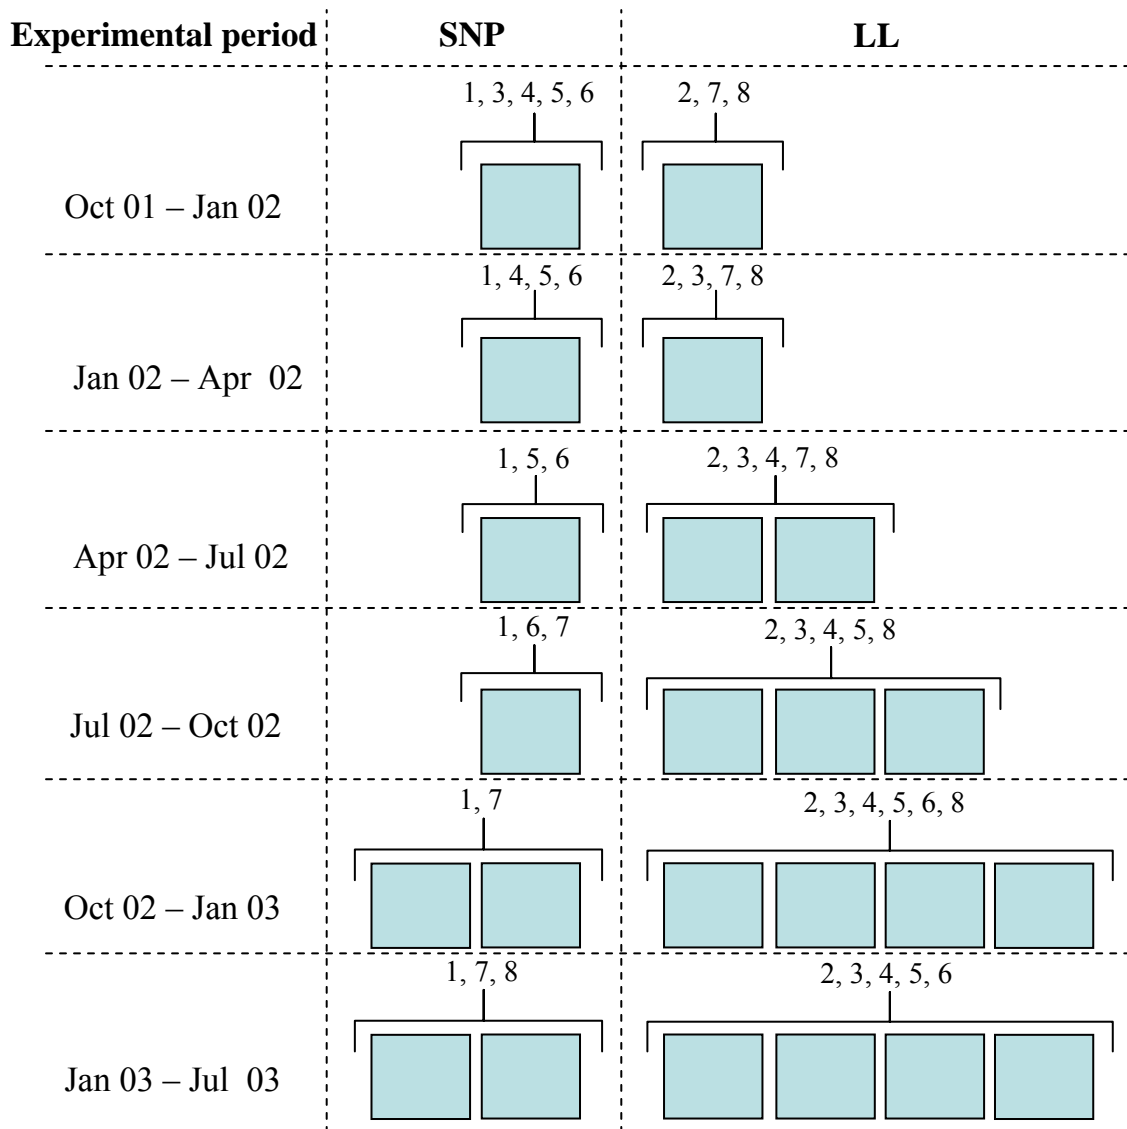 Experimental period SNP LL
1, 3, 4, 5, 6 2, 7, 8
Oct 01 – Jan 02
1, 4, 5, 6 2, 3, 7, 8
Jan 02 – Apr 02
1, 5, 6 2, 3, 4, 7, 8
Apr 02 – Jul 02
1, 6, 7 2, 3, 4, 5, 8
Jul 02 – Oct 02
1, 7 2, 3, 4, 5, 6, 8
Oct 02 – Jan 03
1, 7, 8 2, 3, 4, 5, 6
Jan 03 – Jul 03